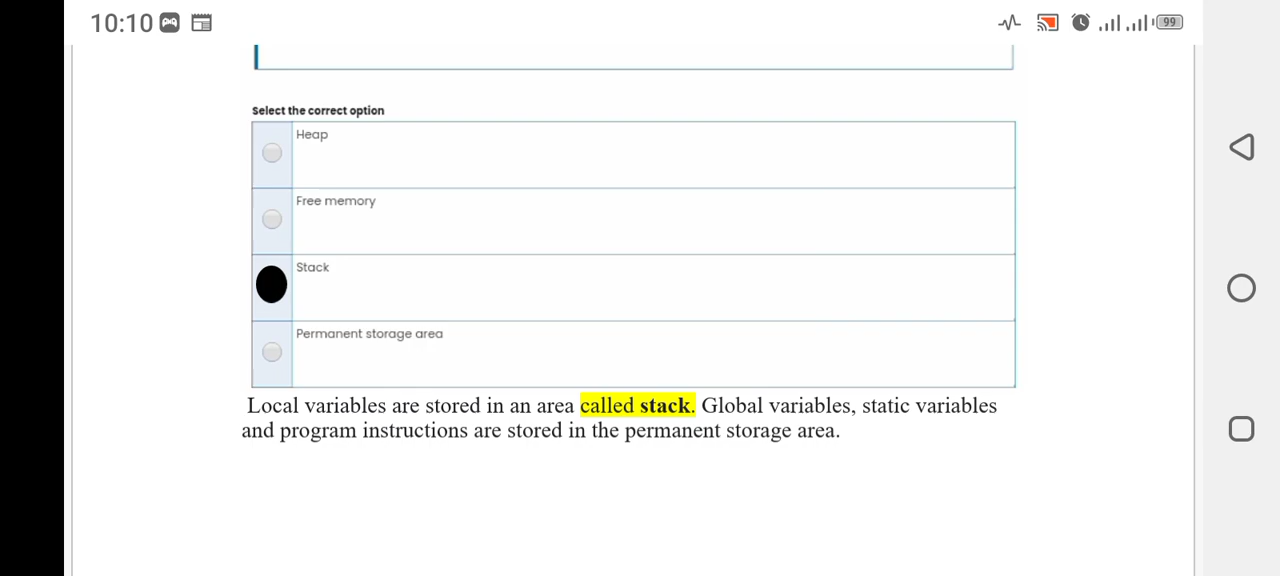 10:10 99
Select the correct option
Heap
Free memory
Stack
Permanent storage area
Local variables are stored in an area called stack. Global variables, static variables
and program instructions are stored in the permanent storage area.